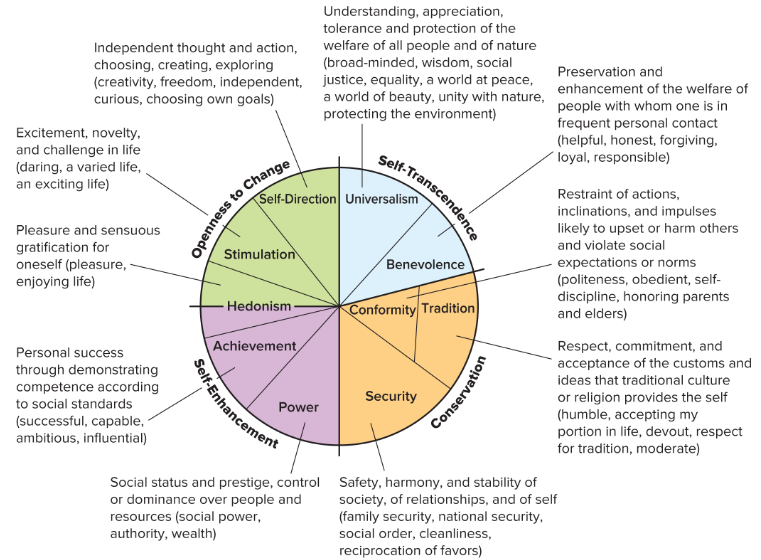 Understanding, appreciation,
tolerance and protection of the
welfare of all people and of nature
(broad-minded, wisdom, social
justice, equality, a world at peace,
a world of beauty, unity with nature,
protecting the environment)
Independent thought and action,
choosing, creating, exploring
(creativity, freedom, independent,
curious, choosing own goals)
Preservation and
enhancement of the welfare of
people with whom one is in
frequent personal contact
(helpful, honest, forgiving,
loyal, responsible)
Excitement, novelty,
and challenge in life
(daring, a varied life,
an exciting life)
Openness to Change
Self-Transcendence
Self-Direction
Universalism
Restraint of actions,
inclinations, and impulses
likely to upset or harm others
and violate social
expectations or norms
(politeness, obedient, self-
discipline, honoring parents
and elders)
Pleasure and sensuous
gratification for
oneself (pleasure,
enjoying life)
Stimulation
Benevolence
Hedonism
Conformity
Tradition
Achievement
Personal success
through demonstrating
competence according
to social standards
(successful, capable,
ambitious, influential)
Respect, commitment, and
acceptance of the customs and
ideas that traditional culture
or religion provides the self
(humble, accepting my
portion in life, devout, respect
for tradition, moderate)
Self-Enhancement
Power
Security
Conservation
Social status and prestige, control
or dominance over people and
resources (social power,
authority, wealth)
Safety, harmony, and stability of
society, of relationships, and of self
(family security, national security,
social order, cleanliness,
reciprocation of favors)